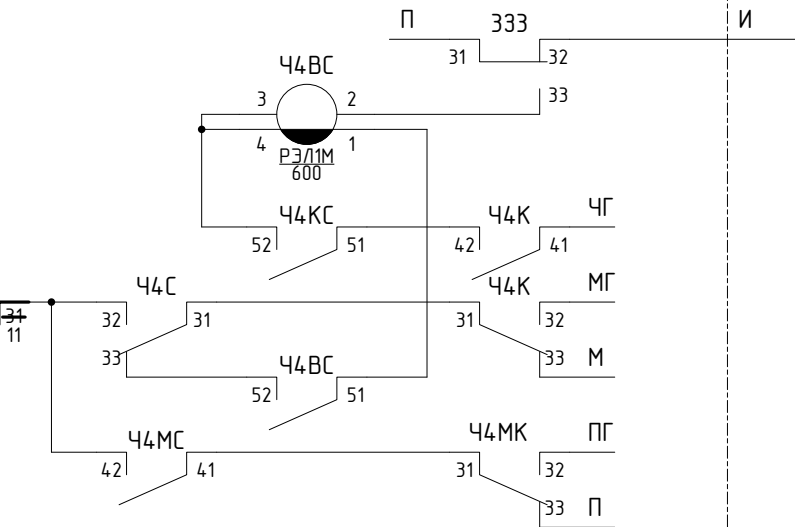 П 333 И
31 32
Ч4ВС
33
3 2
4 1
РЭЛ1М
600
Ч4КС Ч4К ЧГ
52 51 42 41
Ч4С Ч4К МГ
31
11
32 31 31 32
33 33 М
Ч4ВС
52 51
Ч4МС Ч4МК ПГ
42 41 31 32
33 П